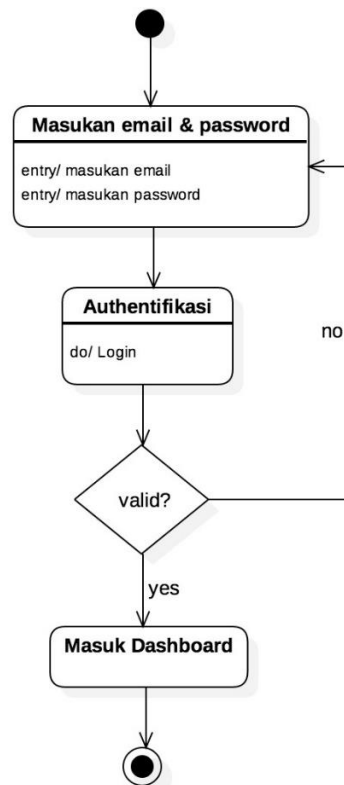 Masukan email & password
entry/ masukan email
entry/ masukan password
Authentifikasi
do/ Login
no
valid?
yes
Masuk Dashboard